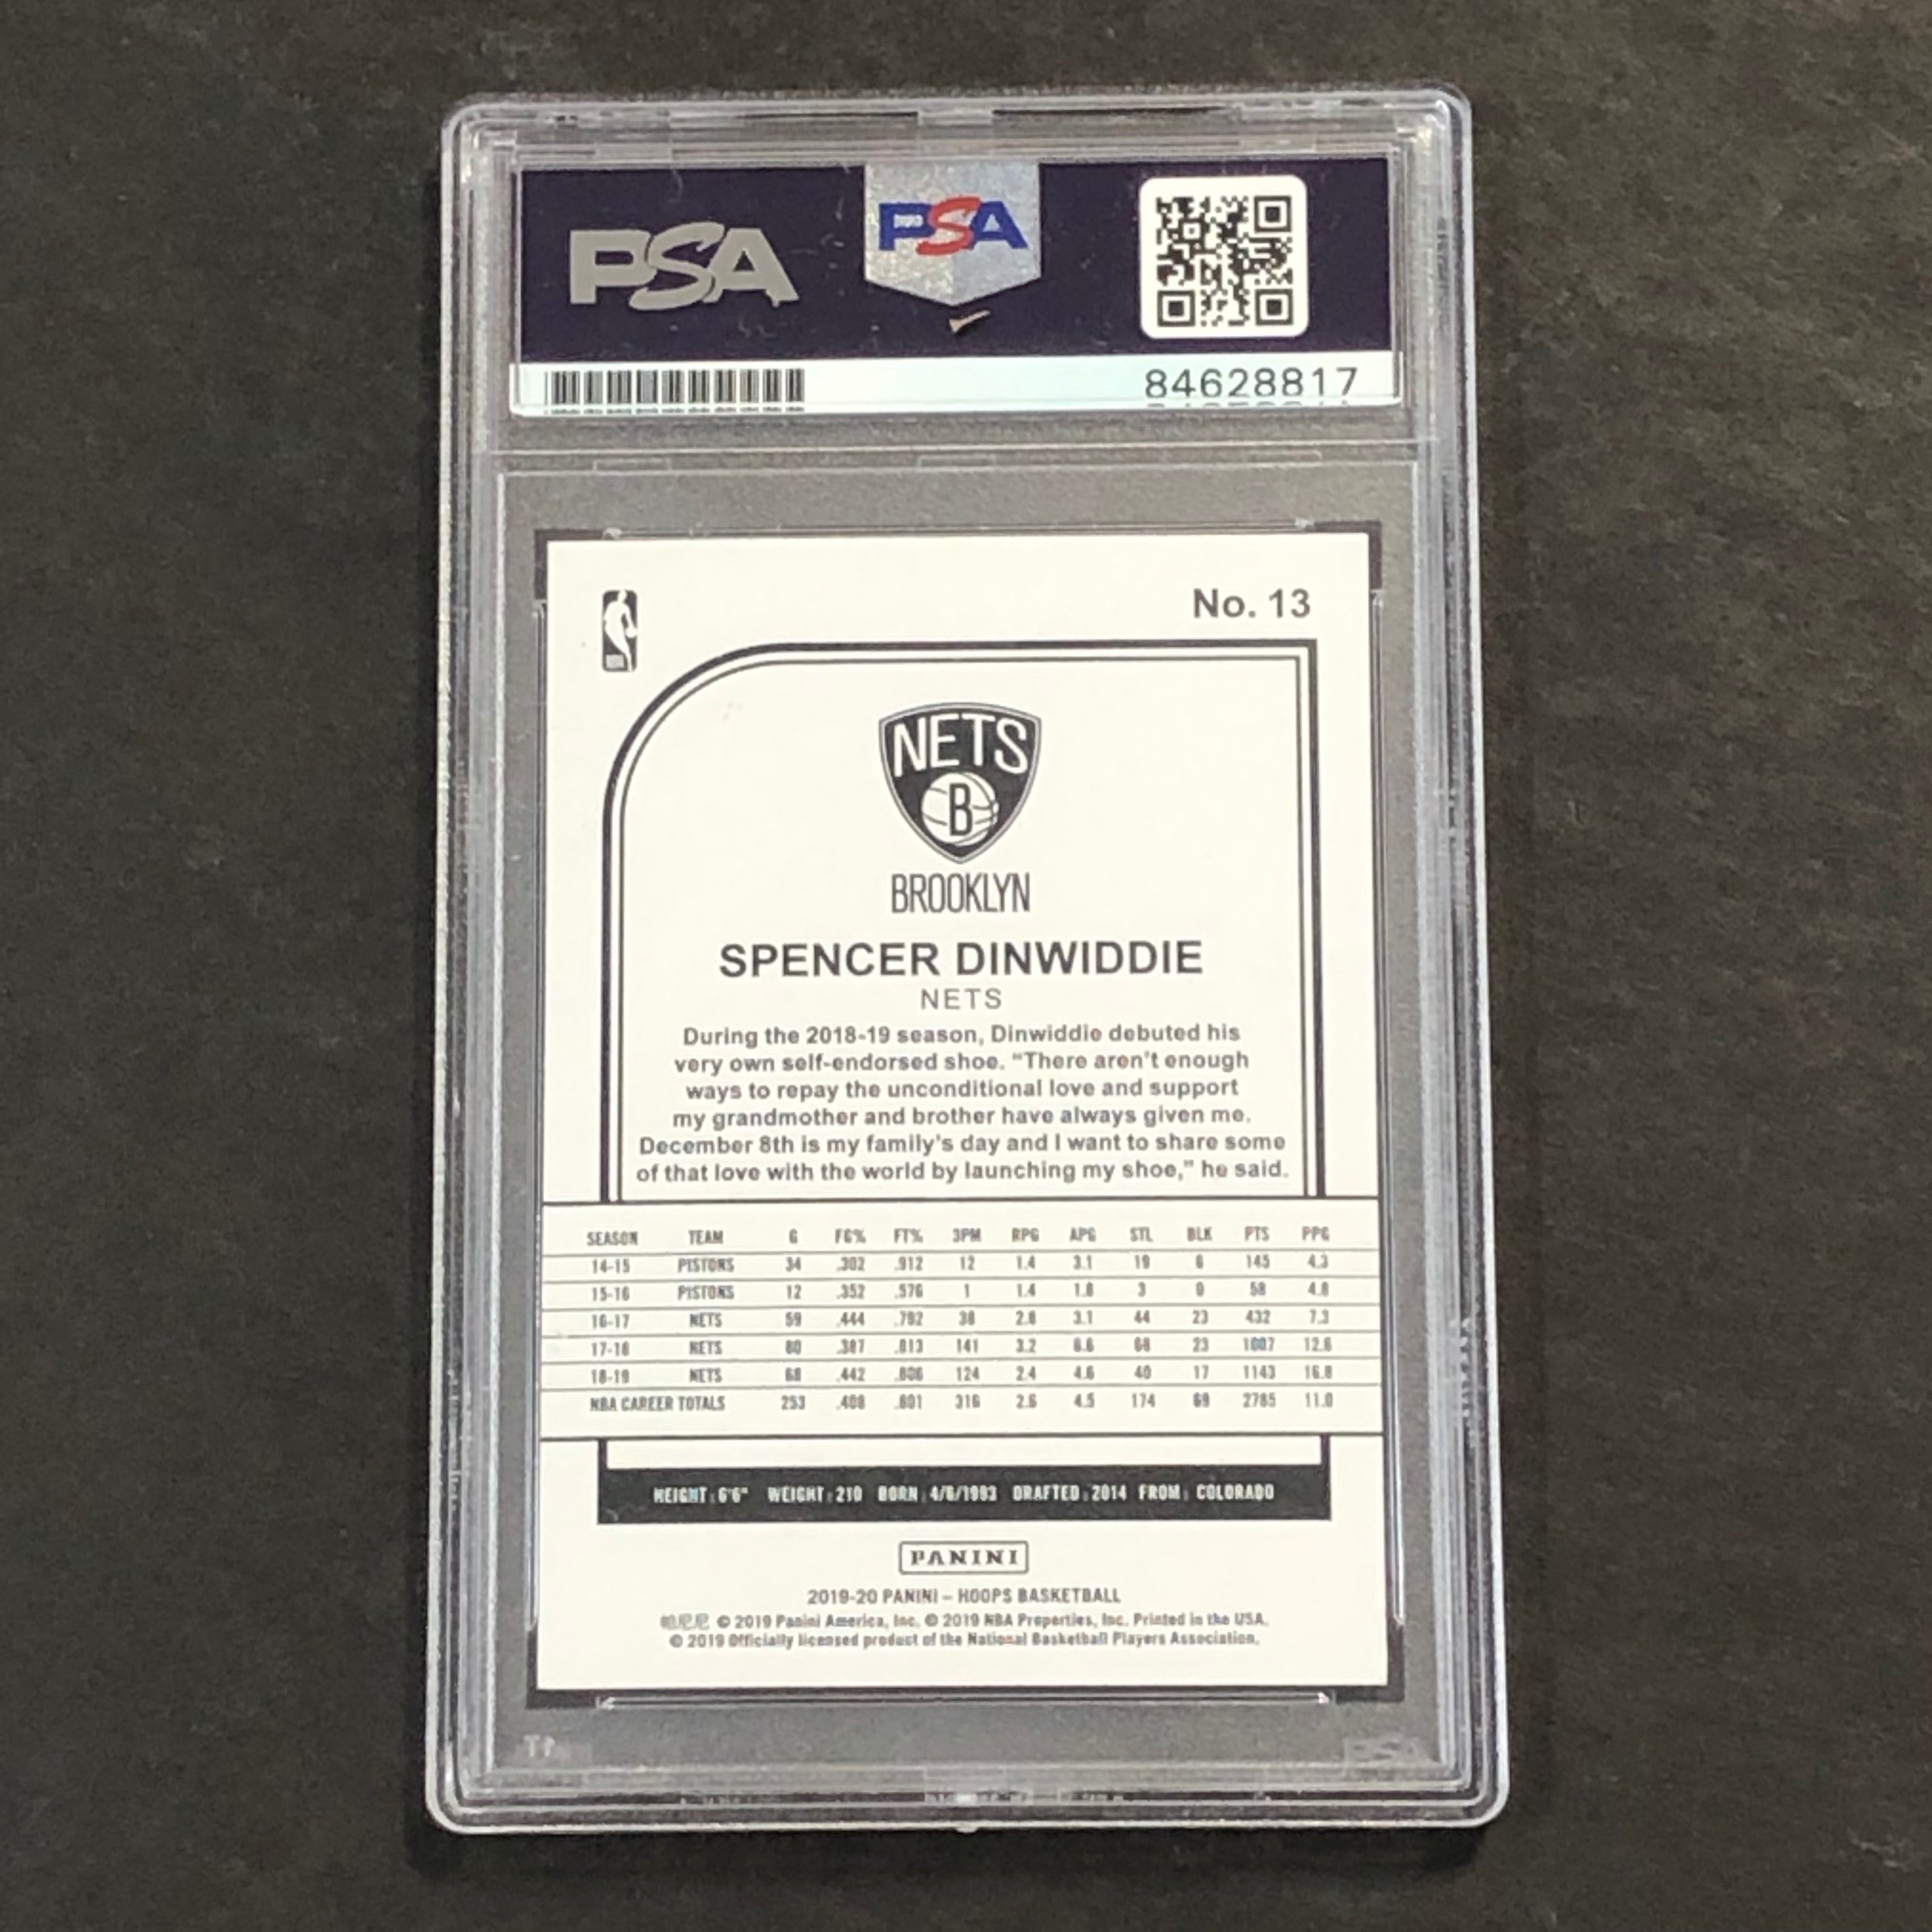 PSA
PSA
84628817
No. 13
NETS
B
BROOKLYN
SPENCER DINWIDDIE
NETS
During the 2018-19 season, Dinwiddie debuted his
very own self-endorsed shoe. “There aren't enough
ways to repay the unconditional love and support
my grandmother and brother have always given me.
December 8th is my family's day and I want to share some
of that love with the world by launching my shoe,” he said.
SEASON TEAM G FG% FT% 3PM RPG APG STL BLK PTS PPG
14-15 PISTONS 34 .302 .912 12 1.4 3.1 19 6 145 4.3
15-16 PISTONS 12 .352 .576 1 1.4 1.8 3 0 58 4.8
16-17 NETS 59 .444 .792 38 2.8 3.1 44 23 432 7.3
17-18 NETS 80 .387 .813 141 3.2 6.6 68 23 1007 12.6
18-19 NETS 68 .442 .806 124 2.4 4.6 40 17 1143 16.8
NBA CAREER TOTALS 253 .408 .801 316 2.6 4.5 174 69 2785 11.0
HEIGHT: 6'6" WEIGHT: 210 BORN: 4/6/1993 DRAFTED: 2014 FROM: COLORADO
PANINI
2019-20 PANINI – HOOPS BASKETBALL
帕尼尼 © 2019 Panini America, Inc. © 2019 NBA Properties, Inc. Printed in the USA.
© 2019 Officially licensed product of the National Basketball Players Association.
PSA